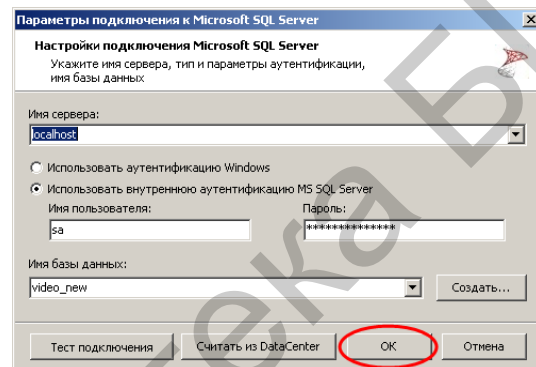 Параметры подключения к Microsoft SQL Server
Настройки подключения Microsoft SQL Server
Укажите имя сервера, тип и параметры аутентификации,
имя базы данных
Имя сервера:
localhost
Использовать аутентификацию Windows
Использовать внутреннюю аутентификацию MS SQL Server
Имя пользователя:
Пароль:
sa
**************
Имя базы данных:
video_new
Создать...
Тест подключения
Считать из DataCenter
OK
Отмена